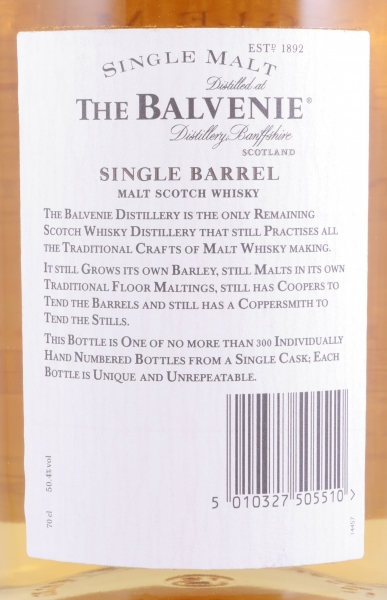 ESTD 1892
SINGLE MALT
Distilled at
THE BALVENIE®
Distillery, Banffshire
SCOTLAND
SINGLE BARREL
MALT SCOTCH WHISKY
THE BALVENIE DISTILLERY IS THE ONLY REMAINING
SCOTCH WHISKY DISTILLERY THAT STILL PRACTISES ALL
THE TRADITIONAL CRAFTS OF MALT WHISKY MAKING.
IT STILL GROWS ITS OWN BARLEY, STILL MALTS IN ITS OWN
TRADITIONAL FLOOR MALTINGS, STILL HAS COOPERS TO
TEND THE BARRELS AND STILL HAS A COPPERSMITH TO
TEND THE STILLS.
THIS BOTTLE IS ONE OF NO MORE THAN 300 INDIVIDUALLY
HAND NUMBERED BOTTLES FROM A SINGLE CASK; EACH
BOTTLE IS UNIQUE AND UNREPEATABLE.
70 cl 50.4% vol
5 010327 505510 >
14457